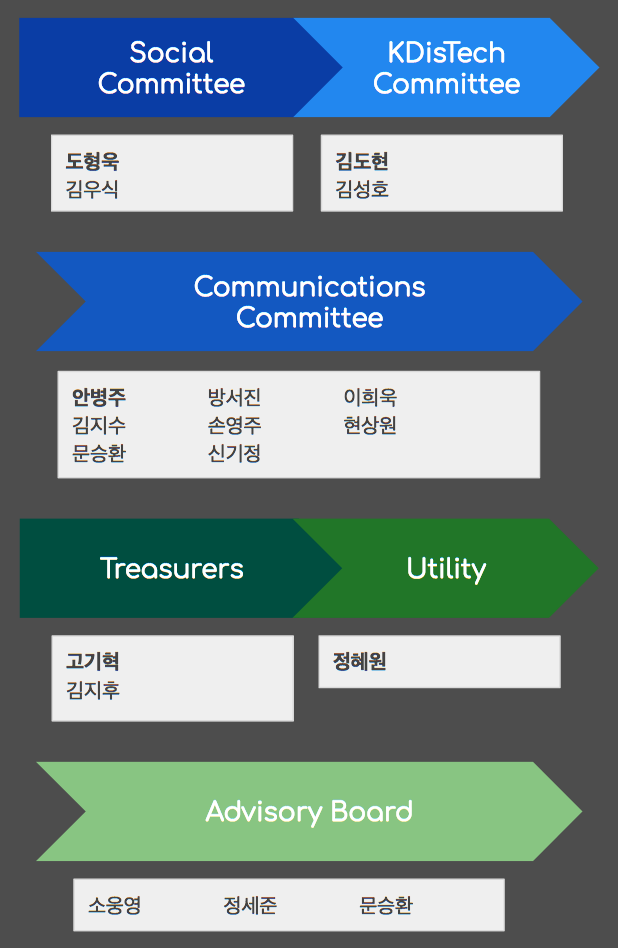 Social
Committee
KDisTech
Committee
도형욱
김우식
김도현
김성호
Communications
Committee
안병주 방서진 이희욱
김지수 손영주 현상원
문승환 신기정
Treasurers
Utility
고기혁
김지후
정혜원
Advisory Board
소웅영 정세준 문승환